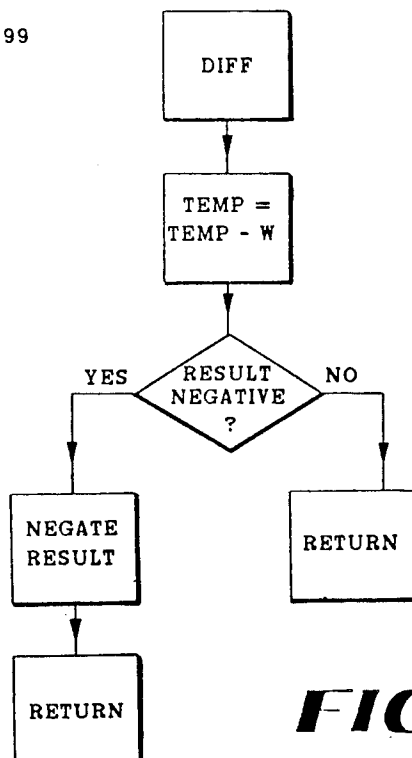 99
DIFF
TEMP =
TEMP - W
YES
RESULT
NEGATIVE
?
NO
NEGATE
RESULT
RETURN
RETURN